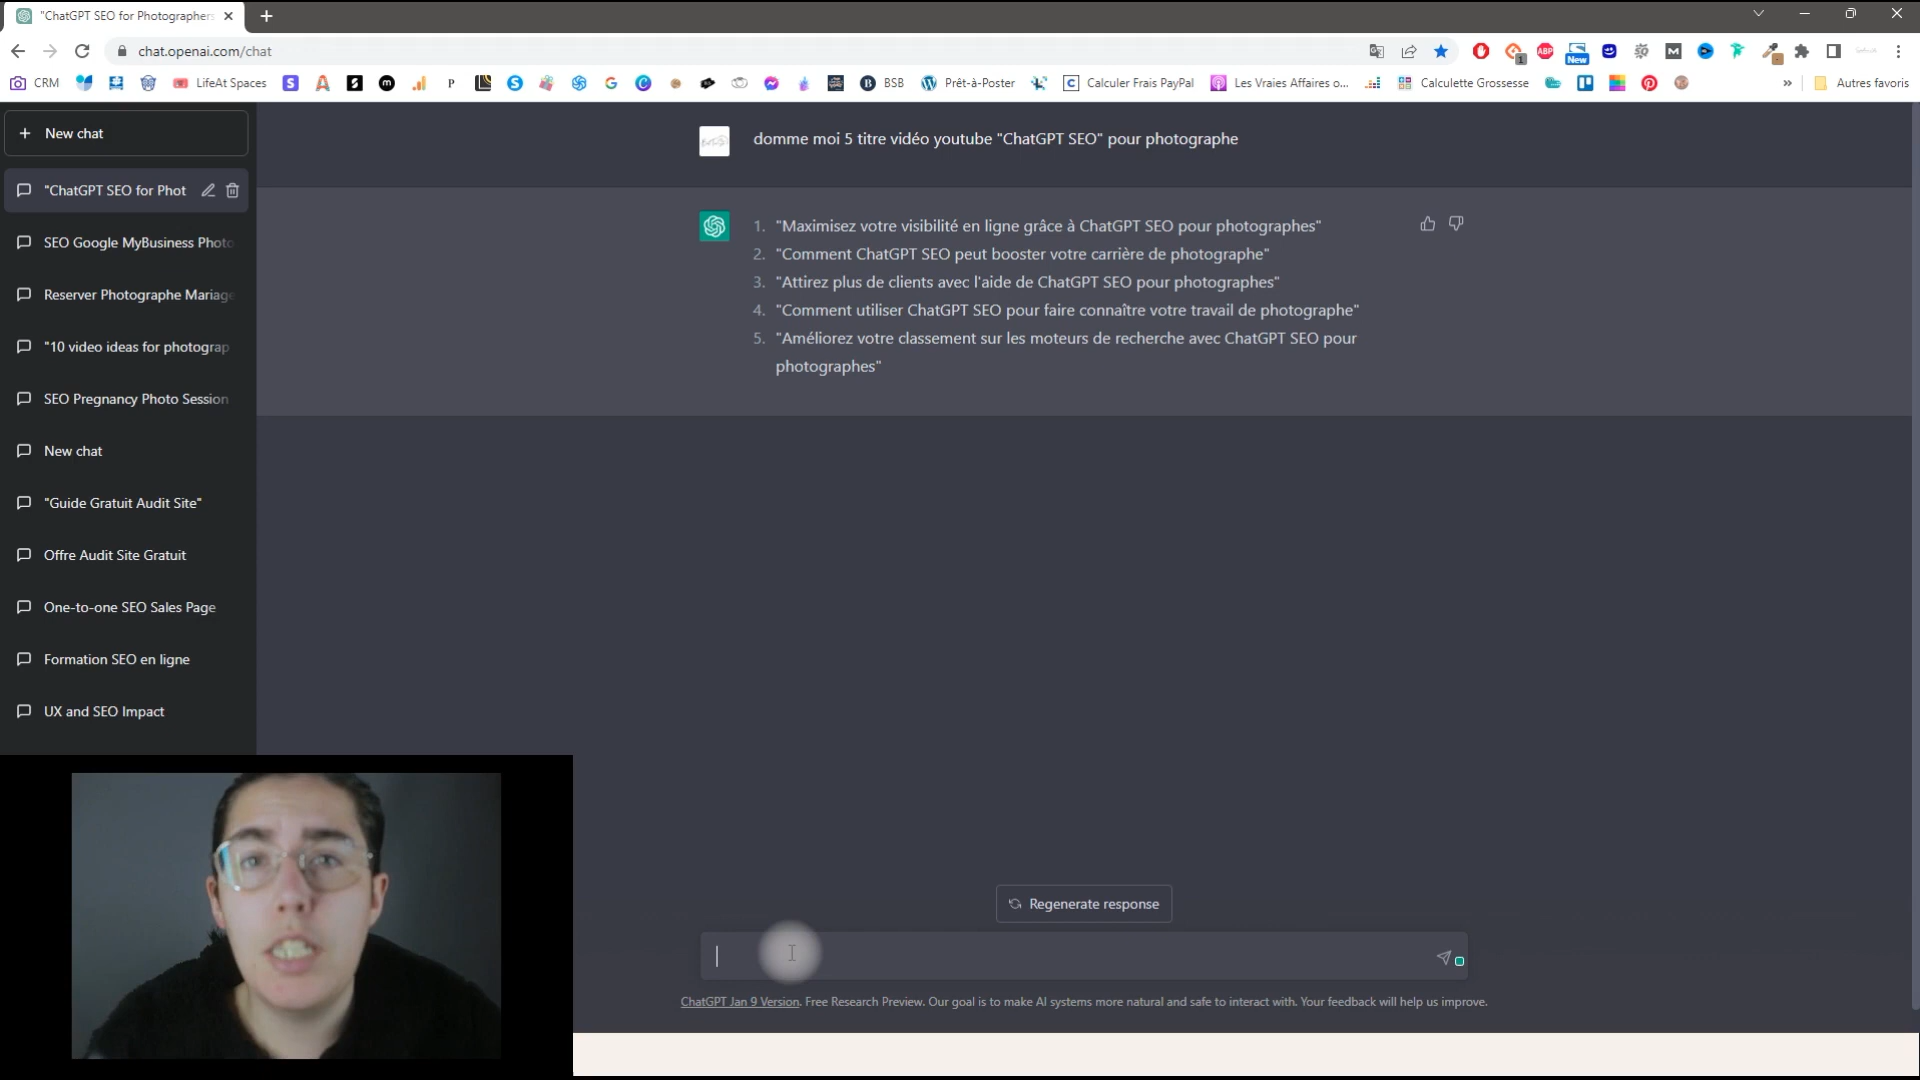 "ChatGPT SEO for Photographers
chat.openai.com/chat
1
ABP
New
M
CRM
LifeAt Spaces
S
P
BSB
Prêt-à-Poster
Calculer Frais PayPal
Les Vraies Affaires o...
Calculette Grossesse
»
Autres favoris
+ New chat
"ChatGPT SEO for Phot
SEO Google MyBusiness Photo
Reserver Photographe Mariage
"10 video ideas for photograp
SEO Pregnancy Photo Session
New chat
"Guide Gratuit Audit Site"
Offre Audit Site Gratuit
One-to-one SEO Sales Page
Formation SEO en ligne
UX and SEO Impact
domme moi 5 titre vidéo youtube "ChatGPT SEO" pour photographe
1. "Maximisez votre visibilité en ligne grâce à ChatGPT SEO pour photographes"
2. "Comment ChatGPT SEO peut booster votre carrière de photographe"
3. "Attirez plus de clients avec l'aide de ChatGPT SEO pour photographes"
4. "Comment utiliser ChatGPT SEO pour faire connaître votre travail de photographe"
5. "Améliorez votre classement sur les moteurs de recherche avec ChatGPT SEO pour
photographes"
Regenerate response
ChatGPT Jan 9 Version. Free Research Preview. Our goal is to make AI systems more natural and safe to interact with. Your feedback will help us improve.